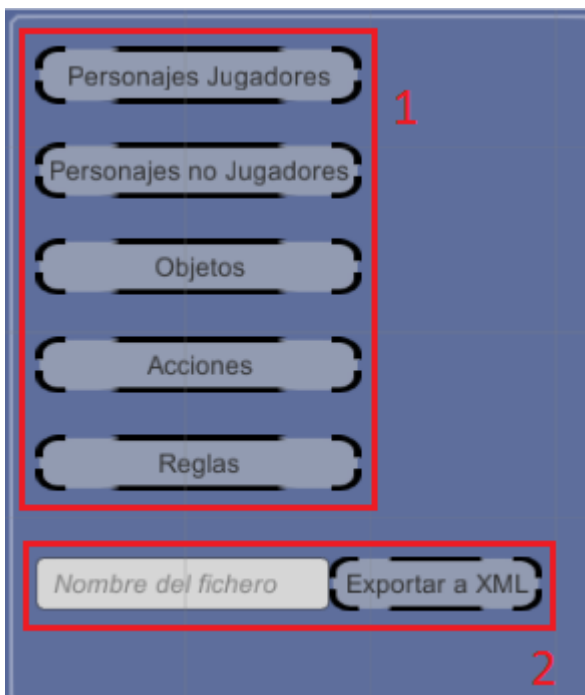 Personajes Jugadores
1
Personajes no Jugadores
Objetos
Acciones
Reglas
Nombre del fichero
Exportar a XML
2